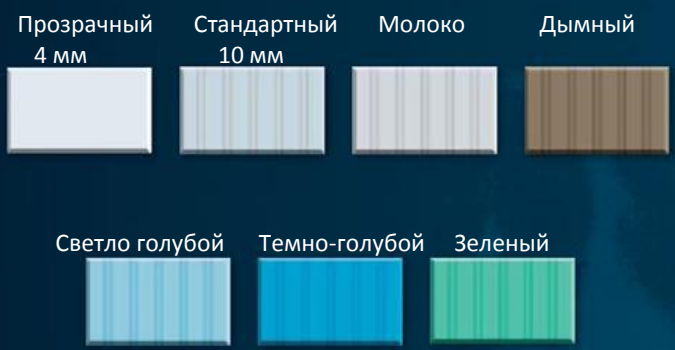 Прозрачный Стандартный Молоко Дымный
4 мм 10 мм
Светло голубой Темно-голубой Зеленый